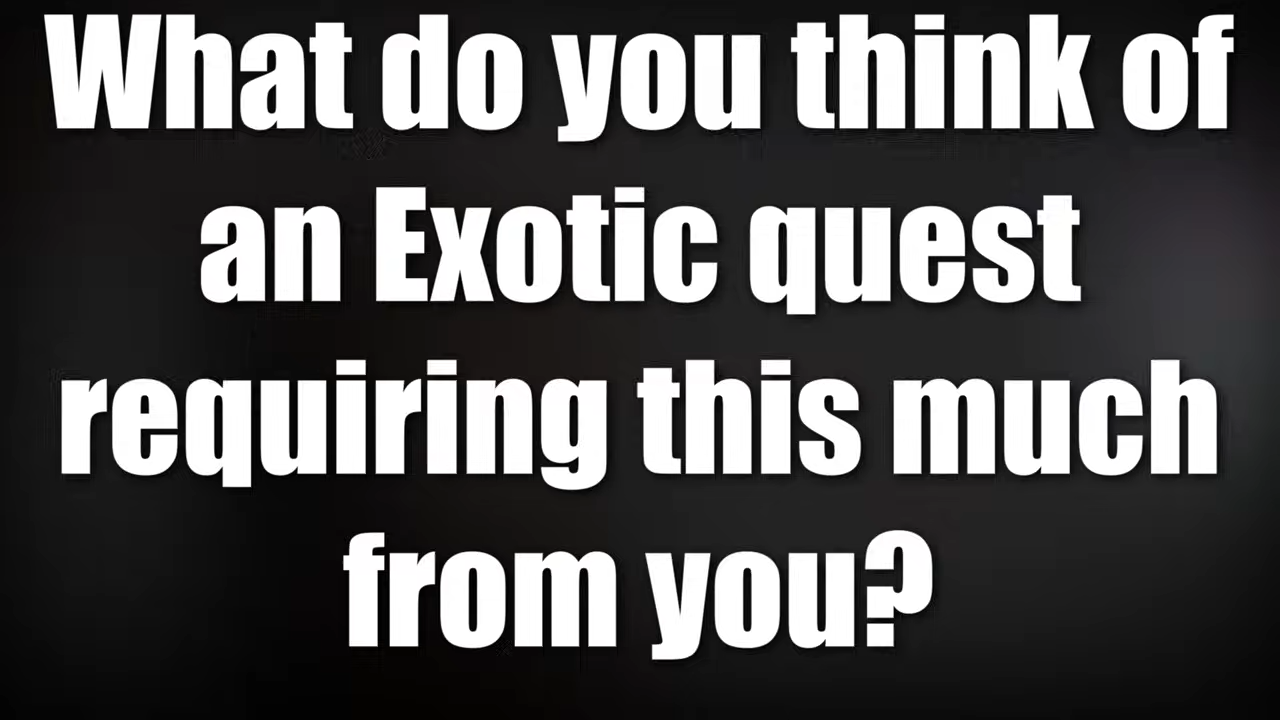 What do you think of
an Exotic quest
requiring this much
from you?